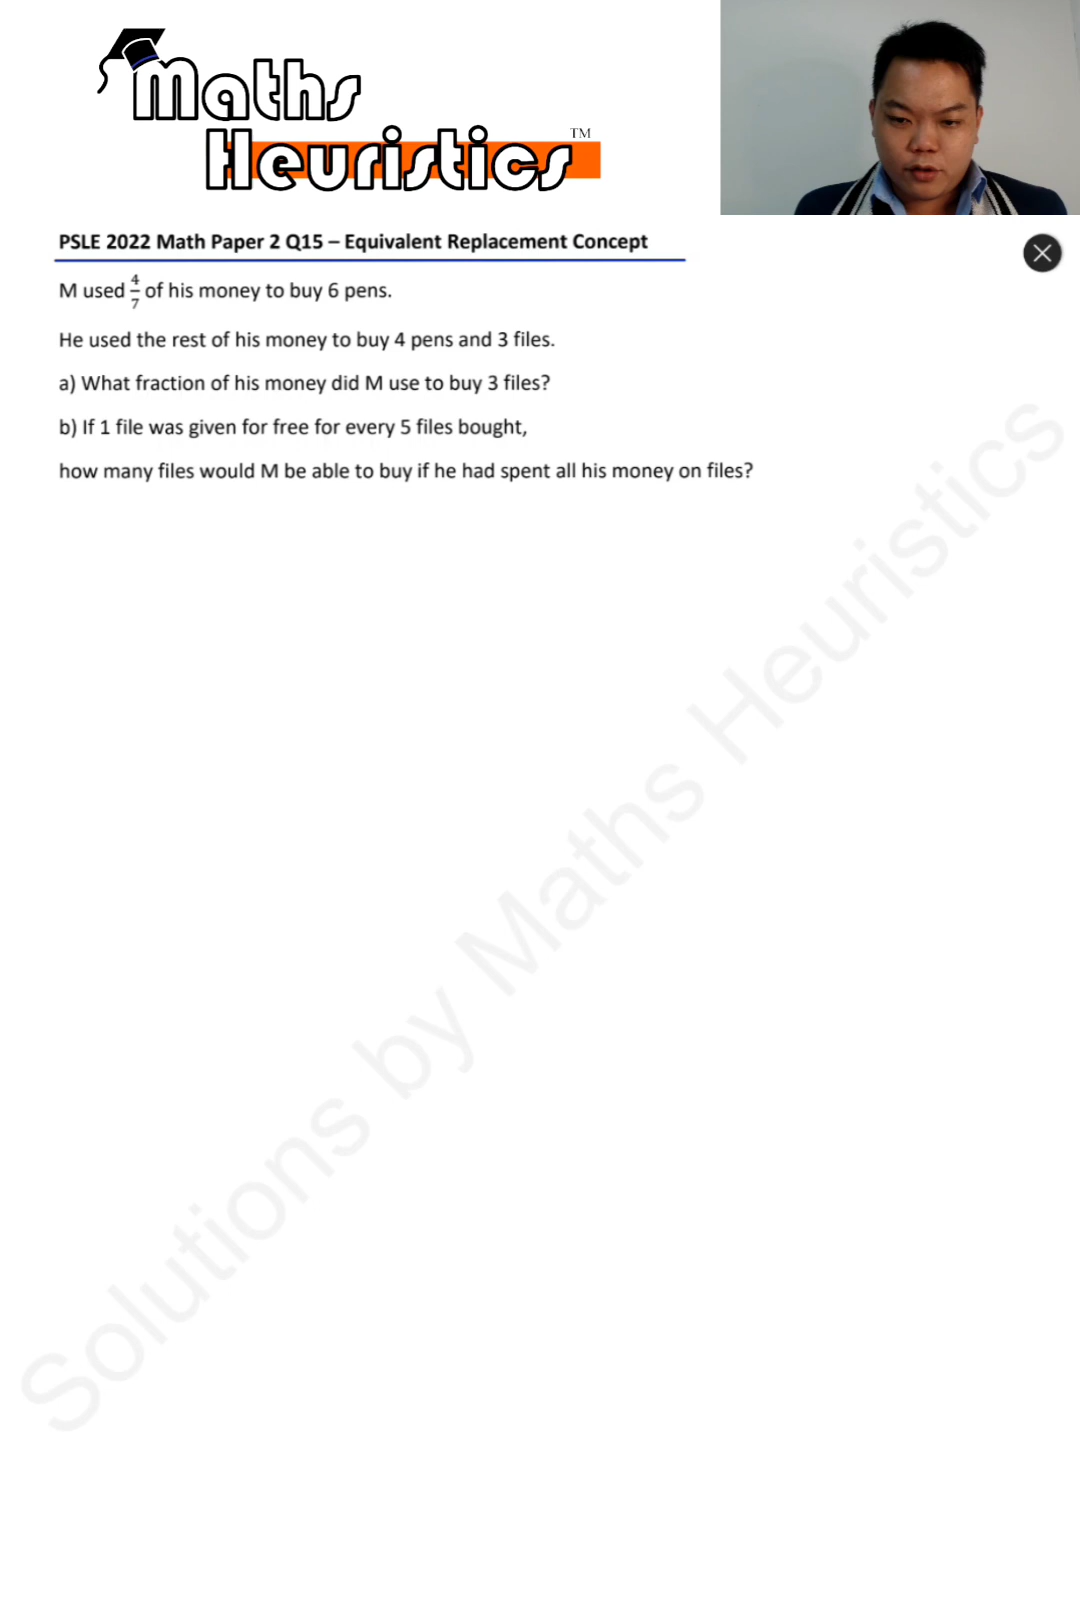 Maths
Heuristics™
PSLE 2022 Math Paper 2 Q15 – Equivalent Replacement Concept
M used 4/7 of his money to buy 6 pens.
He used the rest of his money to buy 4 pens and 3 files.
a) What fraction of his money did M use to buy 3 files?
b) If 1 file was given for free for every 5 files bought,
how many files would M be able to buy if he had spent all his money on files?
Solutions by Maths Heuristics